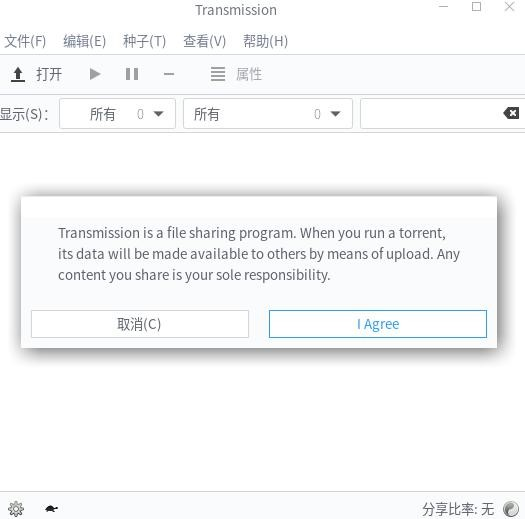 Transmission
文件(F) 编辑(E) 种子(T) 查看(V) 帮助(H)
打开 属性
显示(S): 所有 0 所有 0
Transmission is a file sharing program. When you run a torrent,
its data will be made available to others by means of upload. Any
content you share is your sole responsibility.
取消(C) I Agree
分享比率: 无